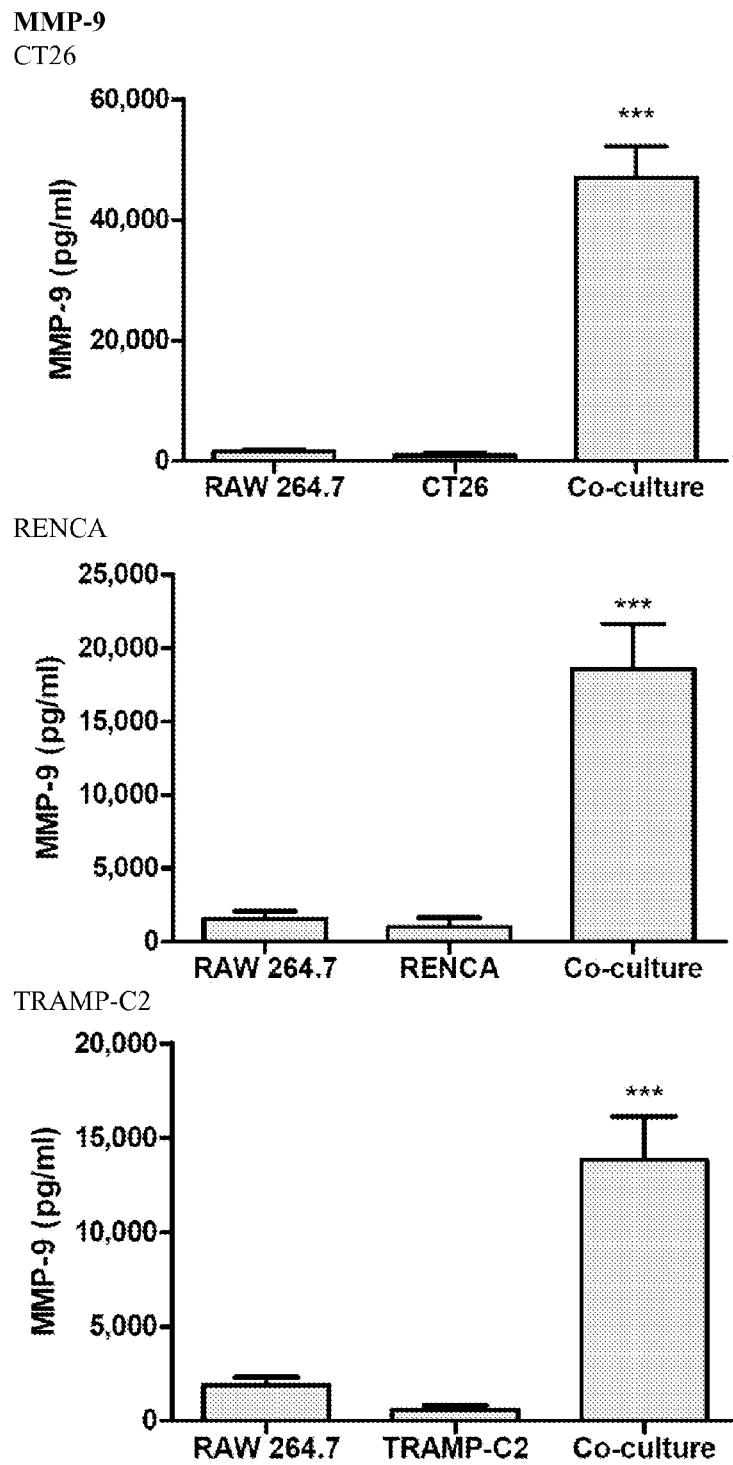 MMP-9
CT26
60,000
***
40,000
MMP-9 (pg/ml)
20,000
0
RAW 264.7 CT26 Co-culture
RENCA
25,000
***
20,000
15,000
MMP-9 (pg/ml)
10,000
5,000
0
RAW 264.7 RENCA Co-culture
TRAMP-C2
20,000
***
15,000
MMP-9 (pg/ml)
10,000
5,000
0
RAW 264.7 TRAMP-C2 Co-culture